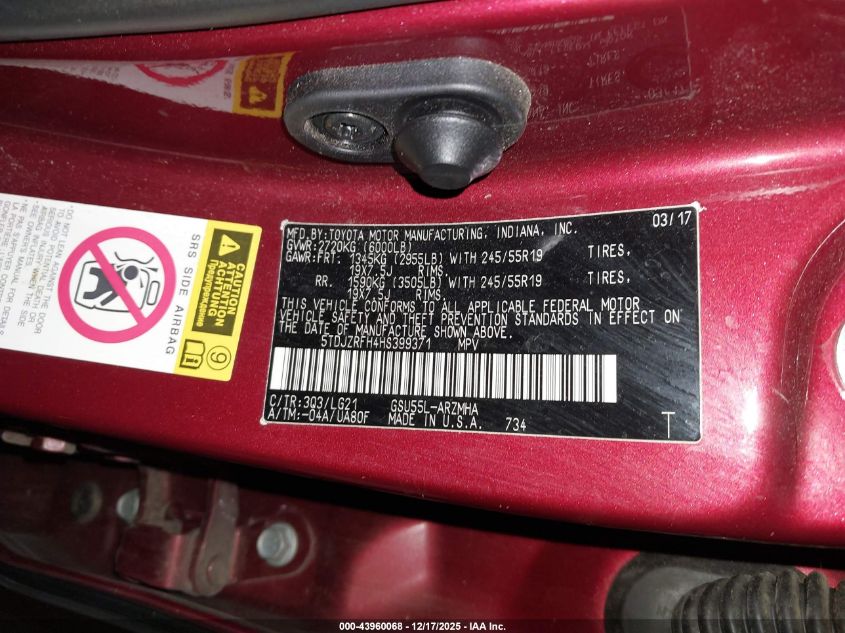 MFD.BY:TOYOTA MOTOR MANUFACTURING, INDIANA, INC. 03/17
GVWR:2720KG (6000LB)
GAWR:FRT. 1345KG (2955LB) WITH 245/55R19 TIRES,
19X7.5J RIMS,
RR. 1590KG (3505LB) WITH 245/55R19 TIRES,
19X7.5J RIMS.
THIS VEHICLE CONFORMS TO ALL APPLICABLE FEDERAL MOTOR
VEHICLE SAFETY AND THEFT PREVENTION STANDARDS IN EFFECT ON
THE DATE OF MANUFACTURE SHOWN ABOVE.
5TDJZRFH4HS399371 MPV
C/TR:3Q3/LG21 GSU55L-ARZMHA
A/TM:-04A/UA80F MADE IN U.S.A. 734 T
SRS SIDE AIRBAG
CAUTION
ATTENTION
ACHTUNG
Предупреждение
9
000-43960068 - 12/17/2025 - IAA Inc.